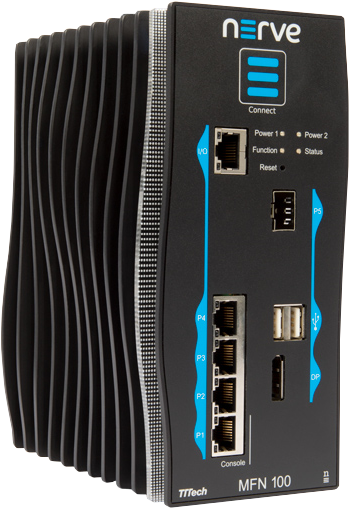 nerve
Connect
Power 1
Power 2
Function
Status
Reset
I/O
P5
P4
P3
P2
P1
DP
Console
TTTech
MFN 100